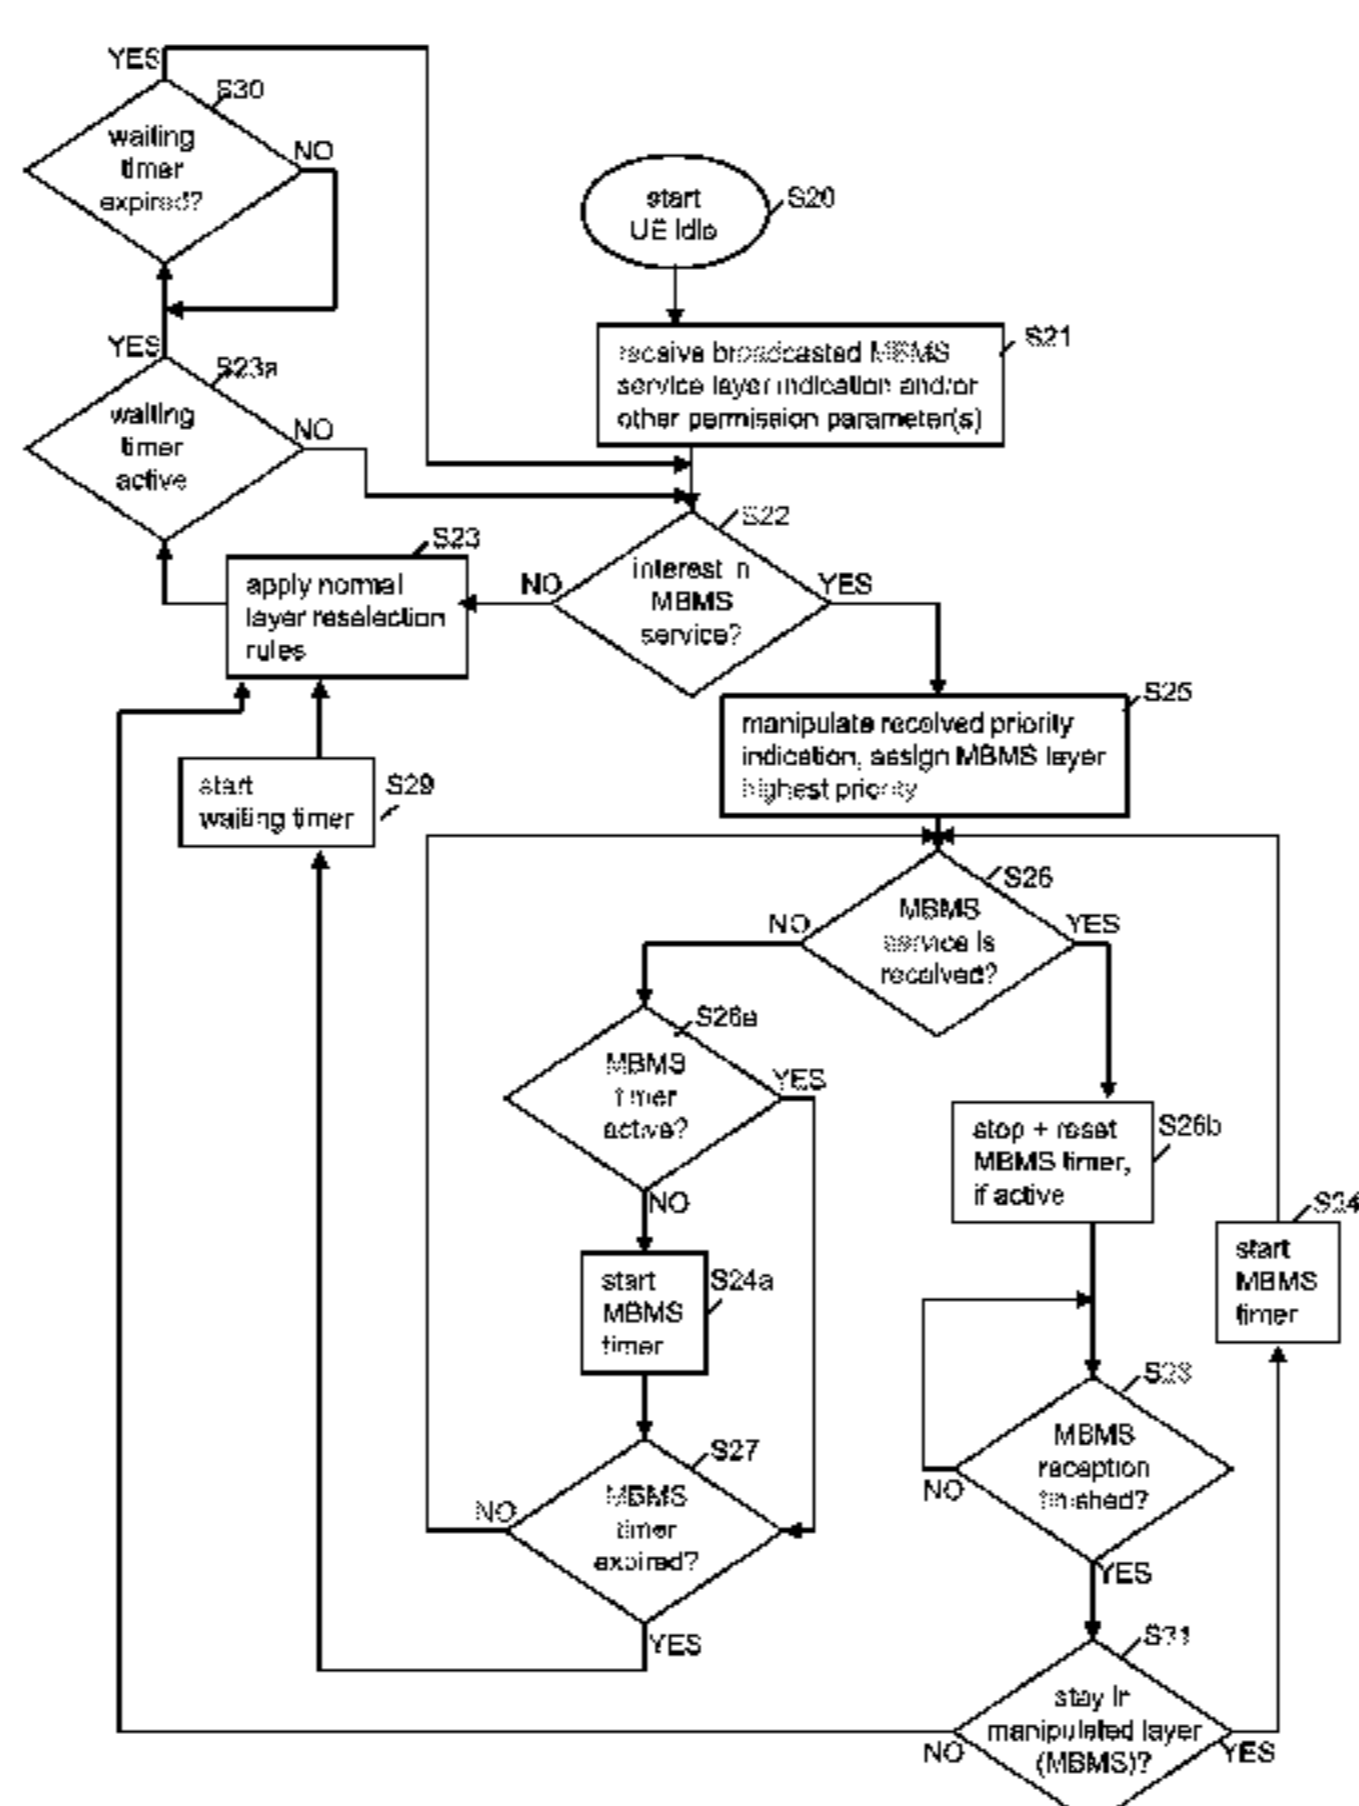 YES
S30
waiting
timer
expired?
NO
start
UE idle
S20
receive broadcasted MBMS
service layer indication and/or
other permission parameter(s)
S21
YES
S23a
waiting
timer
active
NO
S22
interest in
MBMS
service?
NO
YES
S23
apply normal
layer reselection
rules
S25
manipulate received priority
indication, assign MBMS layer
highest priority
start
waiting timer
S29
S26
MBMS
service is
received?
NO
YES
S26a
MBMS
timer
active?
YES
NO
stop + reset
MBMS timer,
if active
S26b
S24
start
MBMS
timer
start
MBMS
timer
S24a
S28
MBMS
reception
finished?
NO
YES
S27
MBMS
timer
expired?
NO
YES
S31
stay in
manipulated layer
(MBMS)?
NO
YES